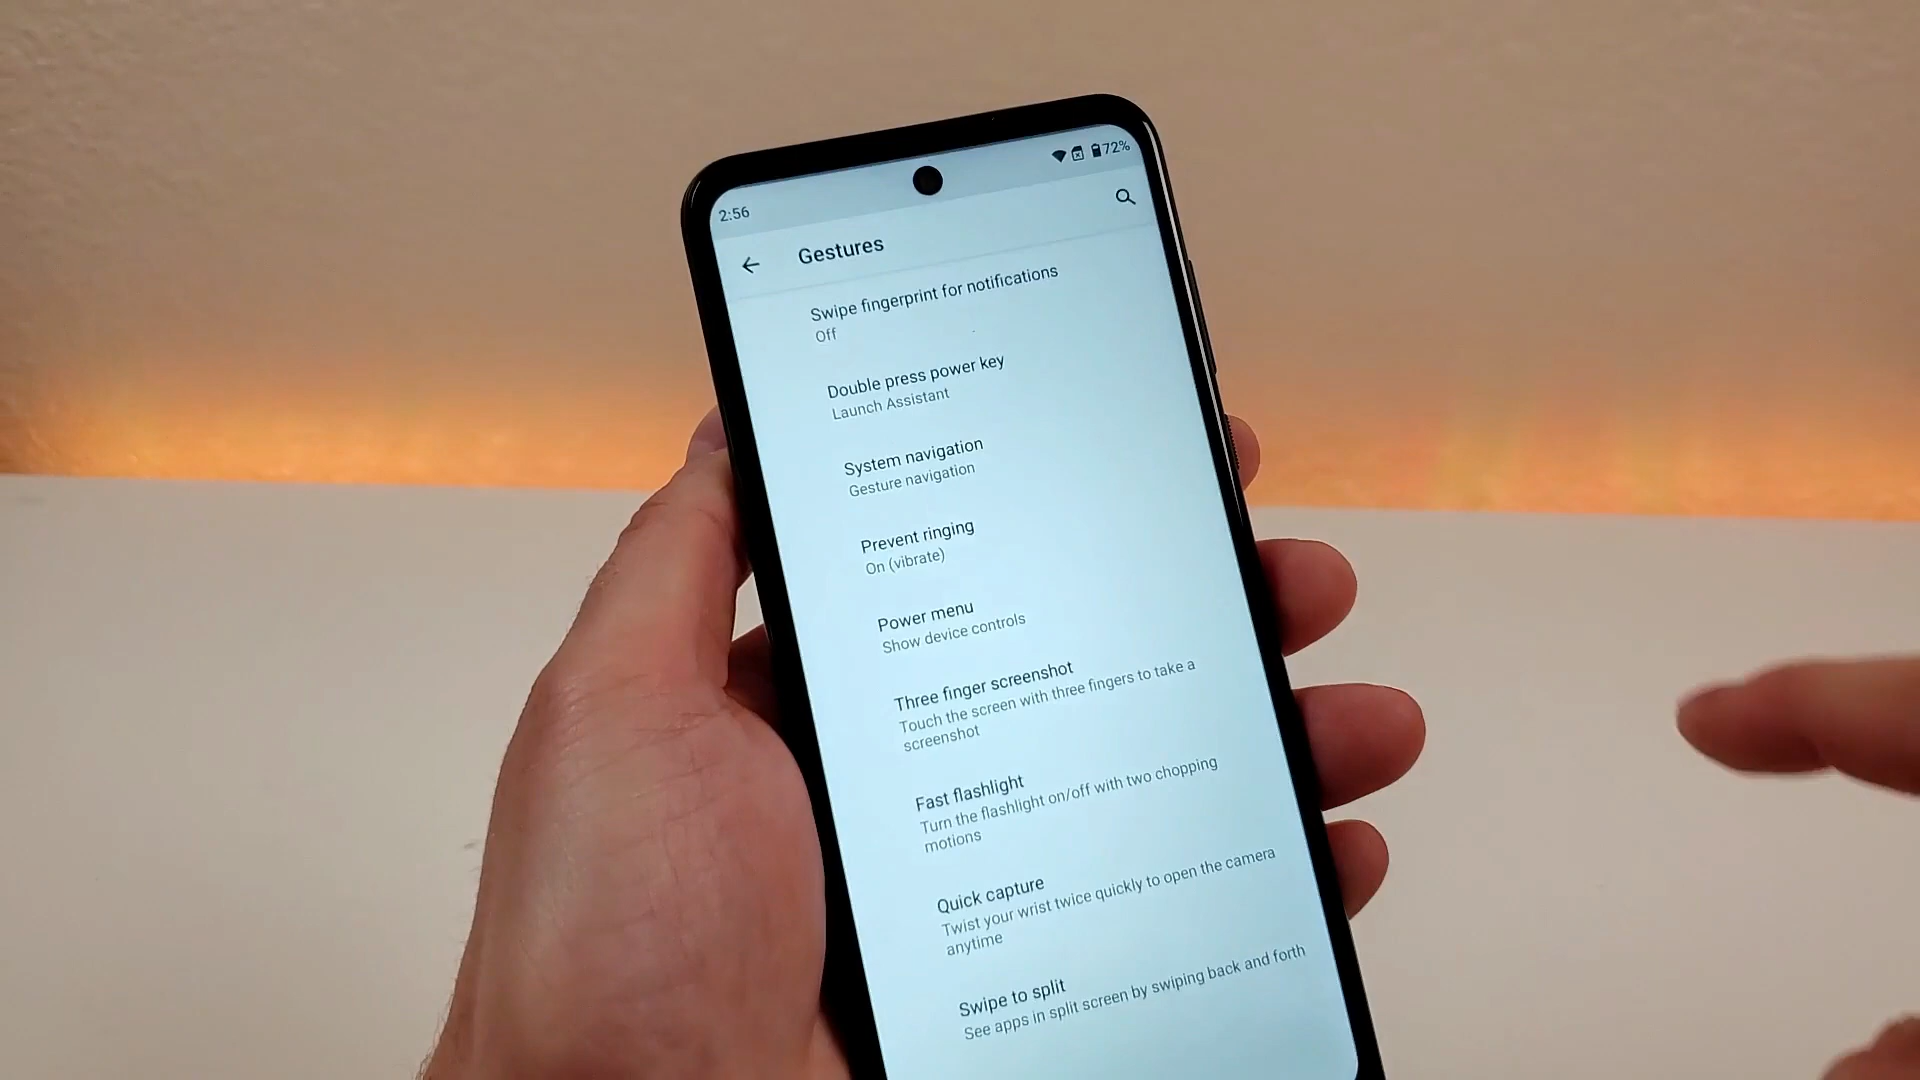 2:56
72%
Gestures
Swipe fingerprint for notifications
Off
Double press power key
Launch Assistant
System navigation
Gesture navigation
Prevent ringing
On (vibrate)
Power menu
Show device controls
Three finger screenshot
Touch the screen with three fingers to take a
screenshot
Fast flashlight
Turn the flashlight on/off with two chopping
motions
Quick capture
Twist your wrist twice quickly to open the camera
anytime
Swipe to split
See apps in split screen by swiping back and forth